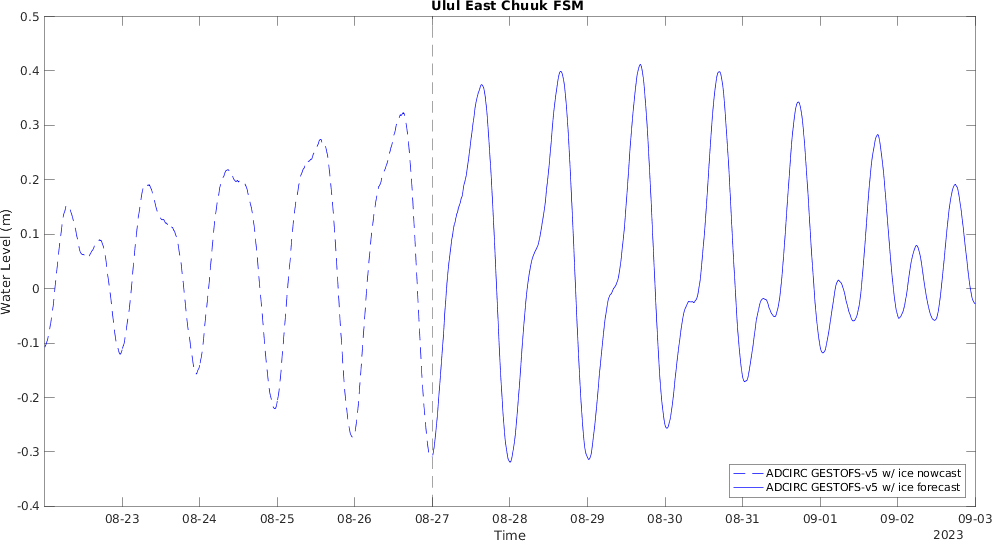 Ulul East Chuuk FSM
Water Level (m)
0.5
0.4
0.3
0.2
0.1
0
-0.1
-0.2
-0.3
-0.4
ADCIRC GESTOFS-v5 w/ ice nowcast
ADCIRC GESTOFS-v5 w/ ice forecast
08-23 08-24 08-25 08-26 08-27 08-28 08-29 08-30 08-31 09-01 09-02 09-03
Time
2023